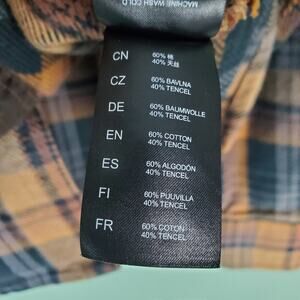 MACHINE WASH COLD
CN 60% 棉
40% 天丝
CZ 60% BAVLNA
40% TENCEL
DE 60% BAUMWOLLE
40% TENCEL
EN 60% COTTON
40% TENCEL
ES 60% ALGODÓN
40% TENCEL
FI 60% PUUVILLA
40% TENCEL
FR 60% COTON
40% TENCEL